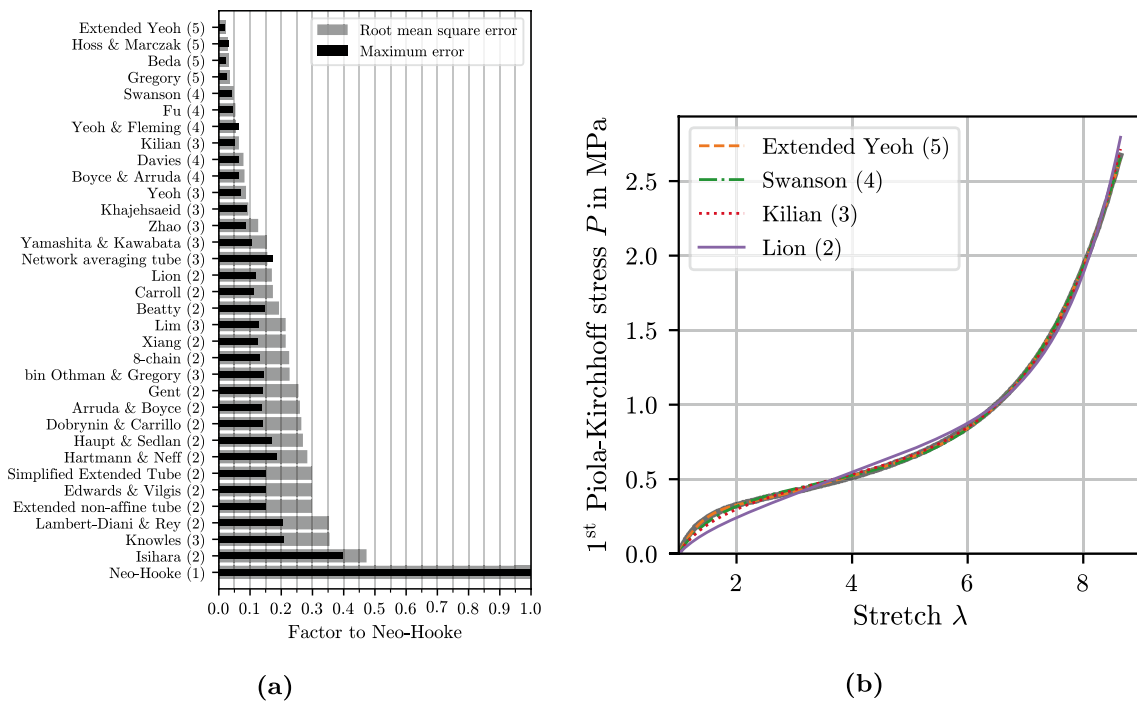 Extended Yeoh (5)
Hoss & Marczak (5)
Beda (5)
Gregory (5)
Swanson (4)
Fu (4)
Yeoh & Fleming (4)
Kilian (3)
Davies (4)
Boyce & Arruda (4)
Yeoh (3)
Khajehsaeid (3)
Zhao (3)
Yamashita & Kawabata (3)
Network averaging tube (3)
Lion (2)
Carroll (2)
Beatty (2)
Lim (3)
Xiang (2)
8-chain (2)
bin Othman & Gregory (3)
Gent (2)
Arruda & Boyce (2)
Dobrynin & Carrillo (2)
Haupt & Sedlan (2)
Hartmann & Neff (2)
Simplified Extended Tube (2)
Edwards & Vilgis (2)
Extended non-affine tube (2)
Lambert-Diani & Rey (2)
Knowles (3)
Isihara (2)
Neo-Hooke (1)
Root mean square error
Maximum error
0.0 0.1 0.2 0.3 0.4 0.5 0.6 0.7 0.8 0.9 1.0
Factor to Neo-Hooke
(a)
1st Piola-Kirchhoff stress P in MPa
2.5
2.0
1.5
1.0
0.5
0.0
Extended Yeoh (5)
Swanson (4)
Kilian (3)
Lion (2)
2 4 6 8
Stretch λ
(b)